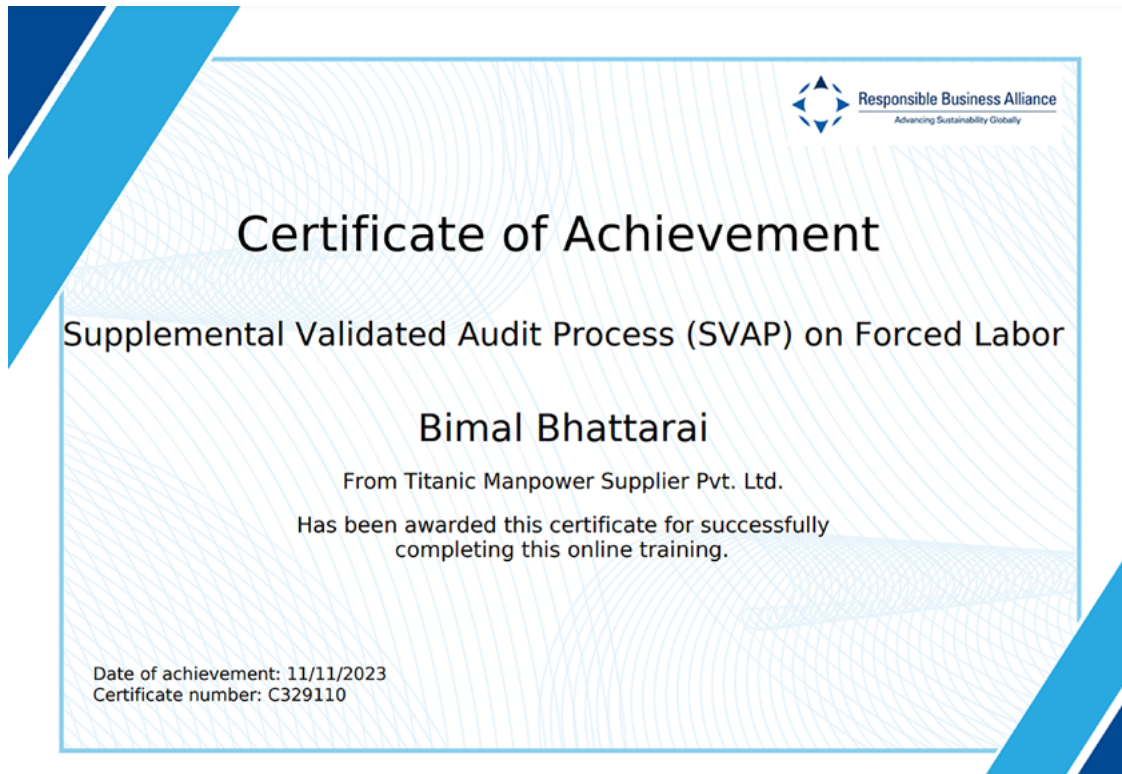 Responsible Business Alliance
Advancing Sustainability Globally
Certificate of Achievement
Supplemental Validated Audit Process (SVAP) on Forced Labor
Bimal Bhattarai
From Titanic Manpower Supplier Pvt. Ltd.
Has been awarded this certificate for successfully
completing this online training.
Date of achievement: 11/11/2023
Certificate number: C329110